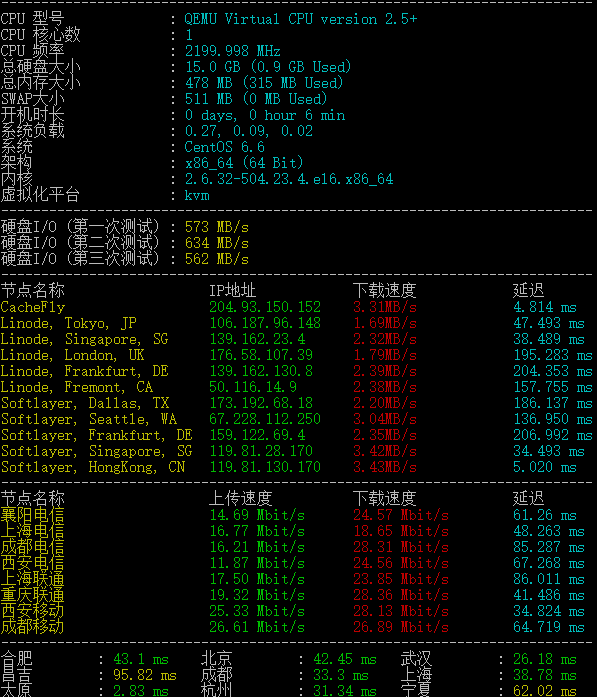 CPU 型号 : QEMU Virtual CPU version 2.5+
CPU 核心数 : 1
CPU 频率 : 2199.998 MHz
总硬盘大小 : 15.0 GB (0.9 GB Used)
总内存大小 : 478 MB (315 MB Used)
SWAP大小 : 511 MB (0 MB Used)
开机时长 : 0 days, 0 hour 6 min
系统负载 : 0.27, 0.09, 0.02
系统 : CentOS 6.6
架构 : x86_64 (64 Bit)
内核 : 2.6.32-504.23.4.el6.x86_64
虚拟化平台 : kvm
硬盘I/O (第一次测试) : 573 MB/s
硬盘I/O (第二次测试) : 634 MB/s
硬盘I/O (第三次测试) : 562 MB/s
节点名称 IP地址 下载速度 延迟
CacheFly 204.93.150.152 3.31MB/s 4.814 ms
Linode, Tokyo, JP 106.187.96.148 1.69MB/s 47.493 ms
Linode, Singapore, SG 139.162.23.4 2.32MB/s 38.489 ms
Linode, London, UK 176.58.107.39 1.79MB/s 195.283 ms
Linode, Frankfurt, DE 139.162.130.8 2.39MB/s 204.353 ms
Linode, Fremont, CA 50.116.14.9 2.38MB/s 157.755 ms
Softlayer, Dallas, TX 173.192.68.18 2.20MB/s 186.137 ms
Softlayer, Seattle, WA 67.228.112.250 3.04MB/s 136.950 ms
Softlayer, Frankfurt, DE 159.122.69.4 2.35MB/s 206.992 ms
Softlayer, Singapore, SG 119.81.28.170 3.42MB/s 34.493 ms
Softlayer, HongKong, CN 119.81.130.170 3.43MB/s 5.020 ms
节点名称 上传速度 下载速度 延迟
襄阳电信 14.69 Mbit/s 24.57 Mbit/s 61.26 ms
上海电信 16.77 Mbit/s 18.65 Mbit/s 48.263 ms
成都电信 16.21 Mbit/s 28.31 Mbit/s 85.287 ms
西安电信 11.87 Mbit/s 24.56 Mbit/s 67.268 ms
上海联通 17.50 Mbit/s 23.85 Mbit/s 86.011 ms
重庆联通 19.32 Mbit/s 28.36 Mbit/s 41.486 ms
西安移动 25.33 Mbit/s 28.13 Mbit/s 34.824 ms
成都移动 26.61 Mbit/s 26.89 Mbit/s 64.719 ms
合肥 : 43.1 ms 北京 : 42.45 ms 武汉 : 26.18 ms
昌吉 : 95.82 ms 成都 : 33.3 ms 上海 : 38.78 ms
太原 : 2.83 ms 杭州 : 31.34 ms 宁夏 : 62.02 ms